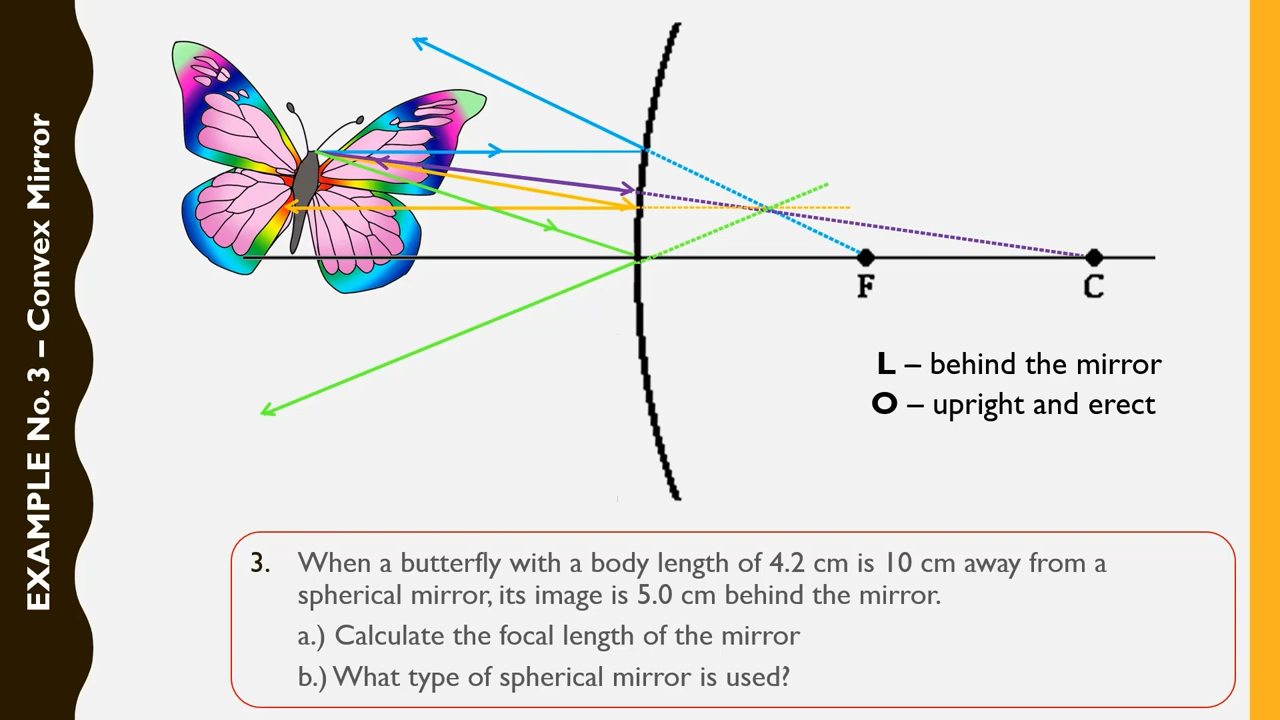 EXAMPLE No. 3 – Convex Mirror
F
C
L – behind the mirror
O – upright and erect
3. When a butterfly with a body length of 4.2 cm is 10 cm away from a
spherical mirror, its image is 5.0 cm behind the mirror.
a.) Calculate the focal length of the mirror
b.) What type of spherical mirror is used?